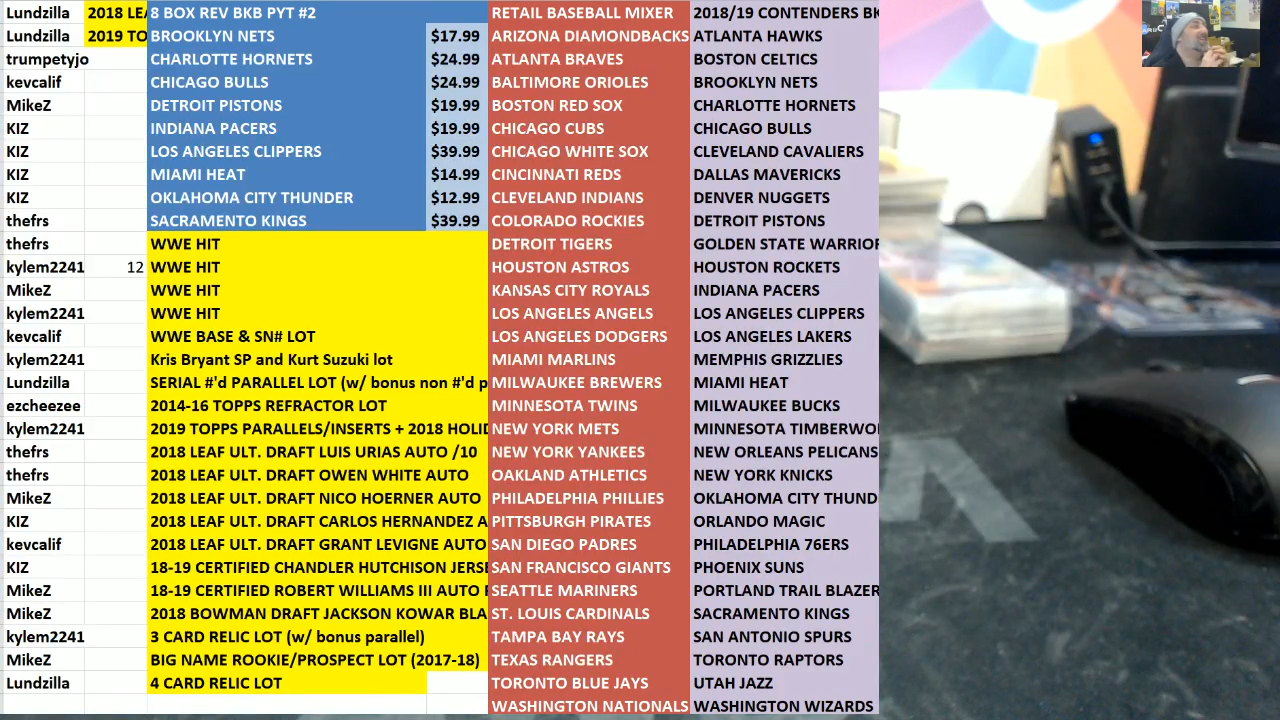 Lundzilla 2018 LEA 8 BOX REV BKB PYT #2 RETAIL BASEBALL MIXER 2018/19 CONTENDERS BK
Lundzilla 2019 TO BROOKLYN NETS $17.99 ARIZONA DIAMONDBACKS ATLANTA HAWKS
trumpetyjo CHARLOTTE HORNETS $24.99 ATLANTA BRAVES BOSTON CELTICS
kevcalif CHICAGO BULLS $24.99 BALTIMORE ORIOLES BROOKLYN NETS
MikeZ DETROIT PISTONS $19.99 BOSTON RED SOX CHARLOTTE HORNETS
KIZ INDIANA PACERS $19.99 CHICAGO CUBS CHICAGO BULLS
KIZ LOS ANGELES CLIPPERS $39.99 CHICAGO WHITE SOX CLEVELAND CAVALIERS
KIZ MIAMI HEAT $14.99 CINCINNATI REDS DALLAS MAVERICKS
KIZ OKLAHOMA CITY THUNDER $12.99 CLEVELAND INDIANS DENVER NUGGETS
thefrs SACRAMENTO KINGS $39.99 COLORADO ROCKIES DETROIT PISTONS
thefrs WWE HIT DETROIT TIGERS GOLDEN STATE WARRIOR
kylem2241 12 WWE HIT HOUSTON ASTROS HOUSTON ROCKETS
MikeZ WWE HIT KANSAS CITY ROYALS INDIANA PACERS
kylem2241 WWE HIT LOS ANGELES ANGELS LOS ANGELES CLIPPERS
kevcalif WWE BASE & SN# LOT LOS ANGELES DODGERS LOS ANGELES LAKERS
kylem2241 Kris Bryant SP and Kurt Suzuki lot MIAMI MARLINS MEMPHIS GRIZZLIES
Lundzilla SERIAL #'d PARALLEL LOT (w/ bonus non #'d p MILWAUKEE BREWERS MIAMI HEAT
ezcheezee 2014-16 TOPPS REFRACTOR LOT MINNESOTA TWINS MILWAUKEE BUCKS
kylem2241 2019 TOPPS PARALLELS/INSERTS + 2018 HOLID NEW YORK METS MINNESOTA TIMBERWO
thefrs 2018 LEAF ULT. DRAFT LUIS URIAS AUTO /10 NEW YORK YANKEES NEW ORLEANS PELICANS
thefrs 2018 LEAF ULT. DRAFT OWEN WHITE AUTO OAKLAND ATHLETICS NEW YORK KNICKS
MikeZ 2018 LEAF ULT. DRAFT NICO HOERNER AUTO PHILADELPHIA PHILLIES OKLAHOMA CITY THUND
KIZ 2018 LEAF ULT. DRAFT CARLOS HERNANDEZ A PITTSBURGH PIRATES ORLANDO MAGIC
kevcalif 2018 LEAF ULT. DRAFT GRANT LEVIGNE AUTO SAN DIEGO PADRES PHILADELPHIA 76ERS
KIZ 18-19 CERTIFIED CHANDLER HUTCHISON JERSE SAN FRANCISCO GIANTS PHOENIX SUNS
MikeZ 18-19 CERTIFIED ROBERT WILLIAMS III AUTO SEATTLE MARINERS PORTLAND TRAIL BLAZER
MikeZ 2018 BOWMAN DRAFT JACKSON KOWAR BLA ST. LOUIS CARDINALS SACRAMENTO KINGS
kylem2241 3 CARD RELIC LOT (w/ bonus parallel) TAMPA BAY RAYS SAN ANTONIO SPURS
MikeZ BIG NAME ROOKIE/PROSPECT LOT (2017-18) TEXAS RANGERS TORONTO RAPTORS
Lundzilla 4 CARD RELIC LOT TORONTO BLUE JAYS UTAH JAZZ
WASHINGTON NATIONALS WASHINGTON WIZARDS